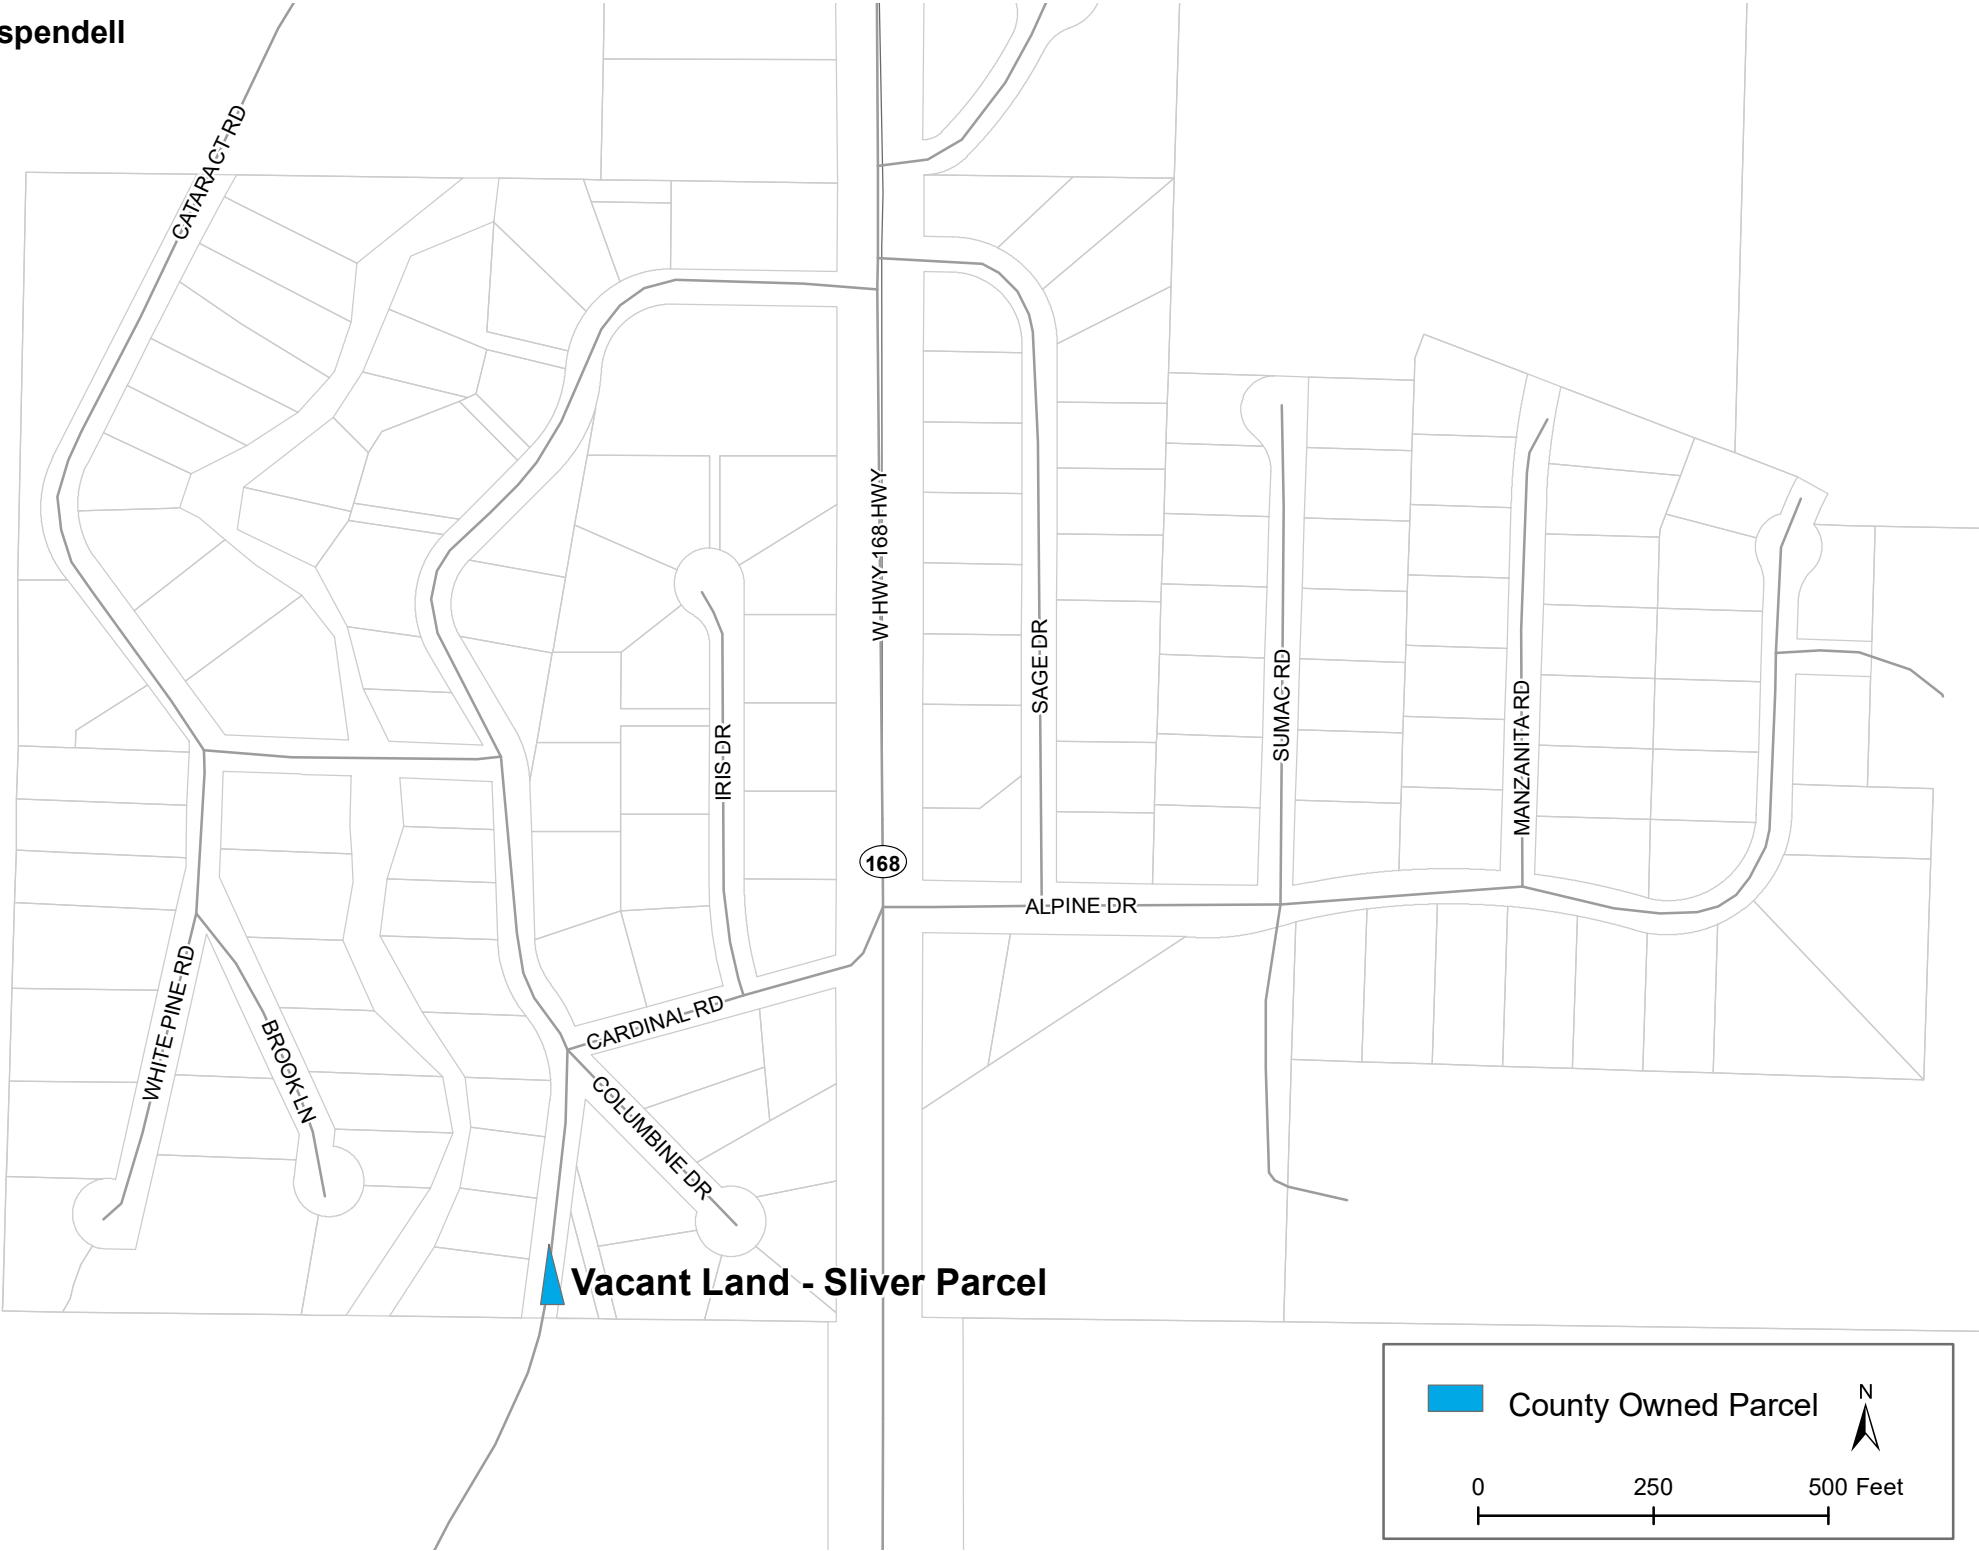 spendell
CATARACT RD
W HWY 168 HWY
SAGE DR
SUMAC RD
MANZANITA RD
IRIS DR
168
ALPINE DR
WHITE PINE RD
BROOK LN
CARDINAL RD
COLUMBINE DR
Vacant Land - Sliver Parcel
County Owned Parcel
N
0 250 500 Feet